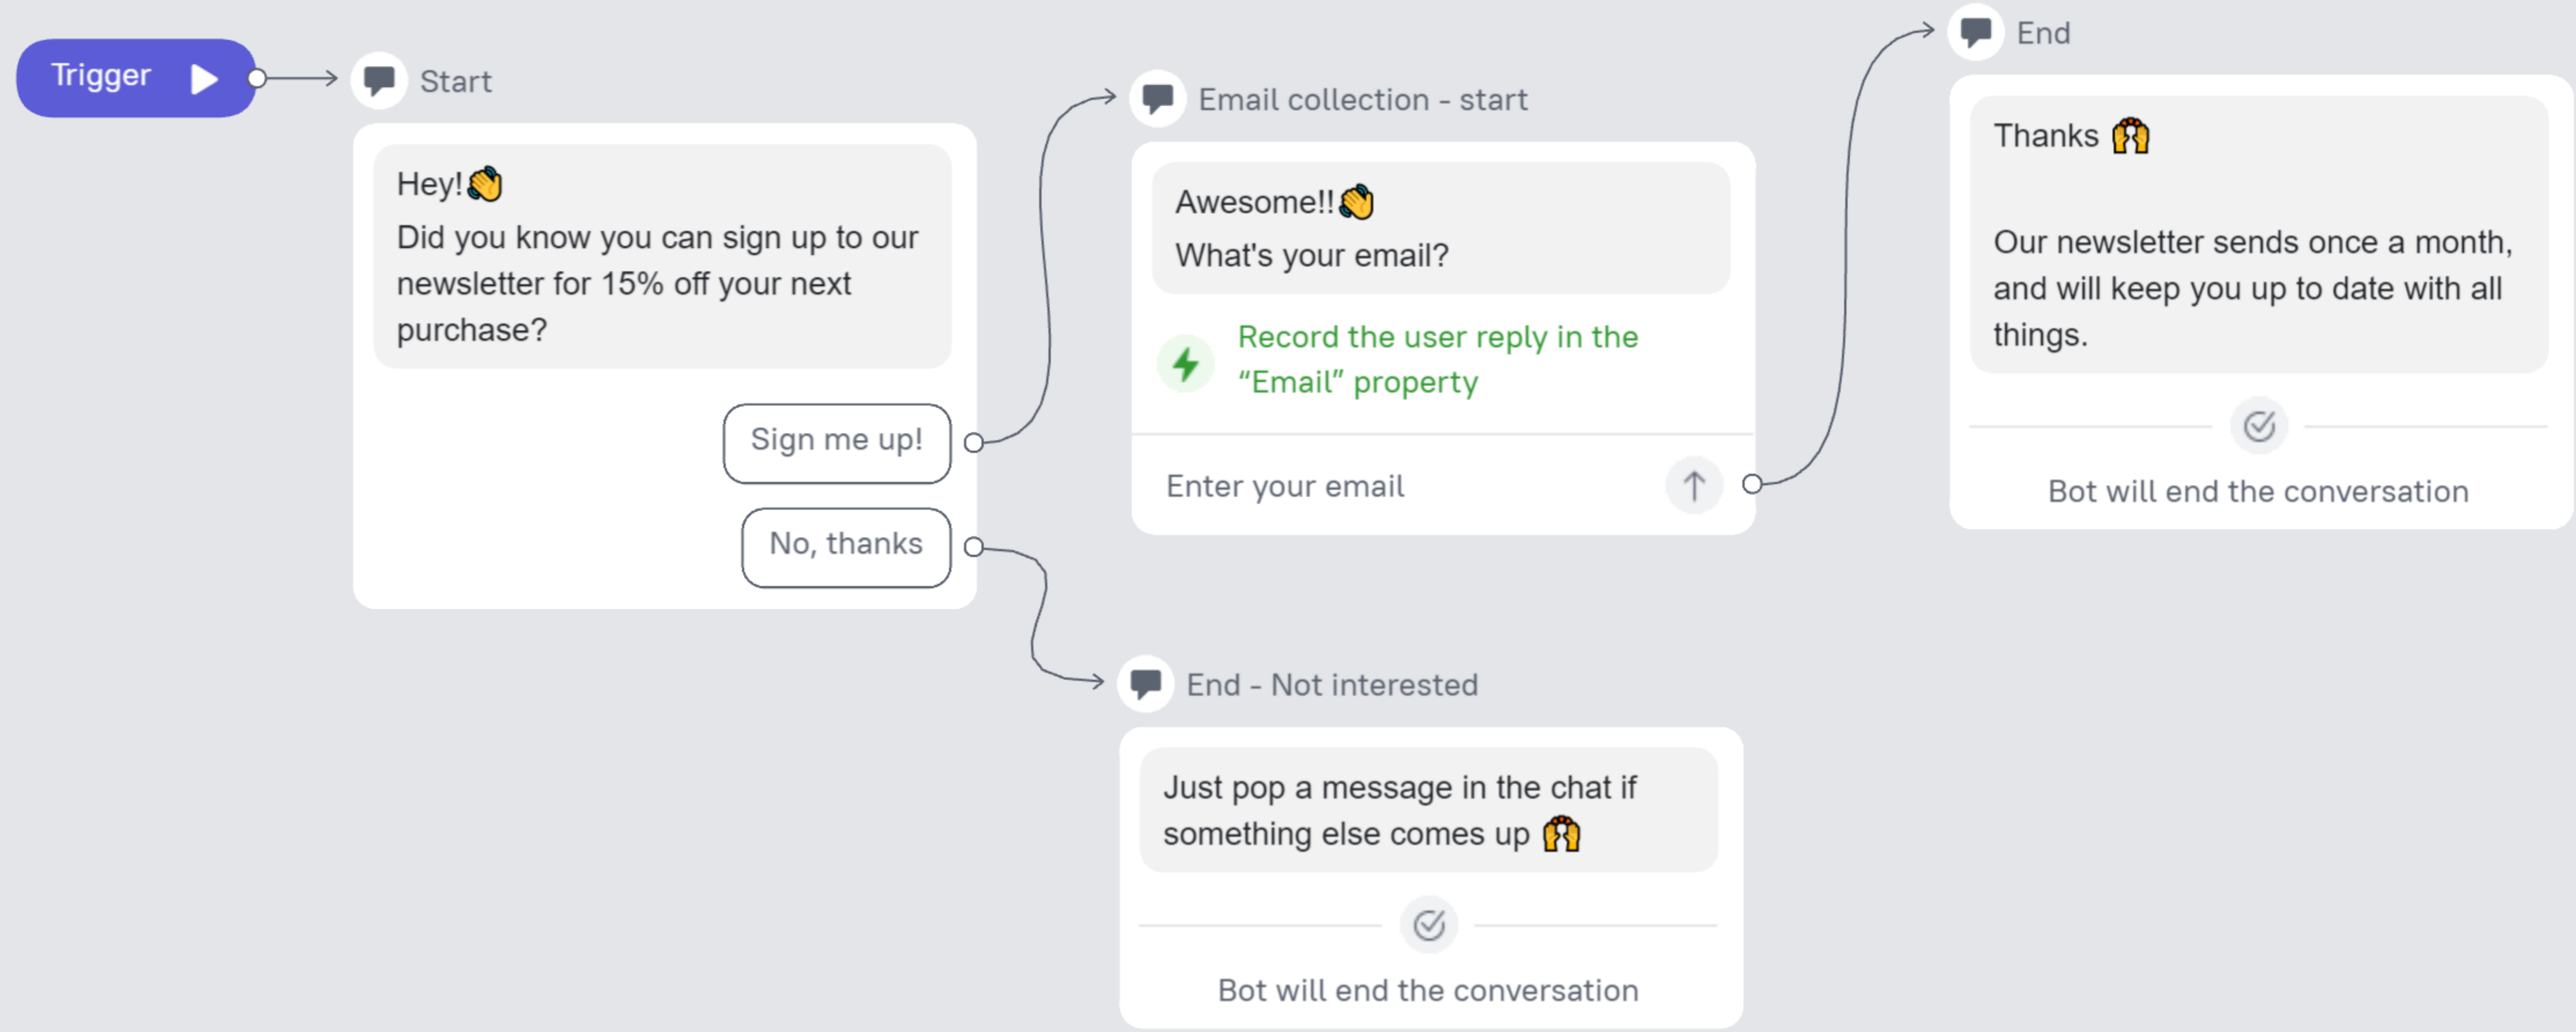 Trigger
Start
Hey!👋
Did you know you can sign up to our
newsletter for 15% off your next
purchase?
Sign me up!
No, thanks
Email collection - start
Awesome!!👋
What's your email?
Record the user reply in the
“Email” property
Enter your email
End
Thanks 🙌
Our newsletter sends once a month,
and will keep you up to date with all
things.
Bot will end the conversation
End - Not interested
Just pop a message in the chat if
something else comes up 🙌
Bot will end the conversation